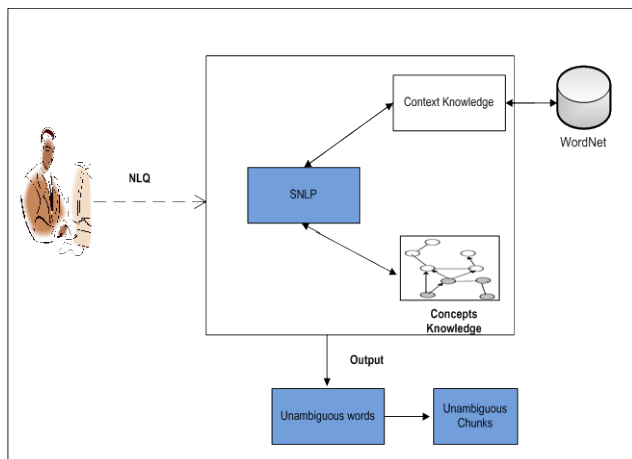 Context Knowledge
WordNet
NLQ
SNLP
Concepts
Knowledge
Output
Unambiguous words
Unambiguous
Chunks